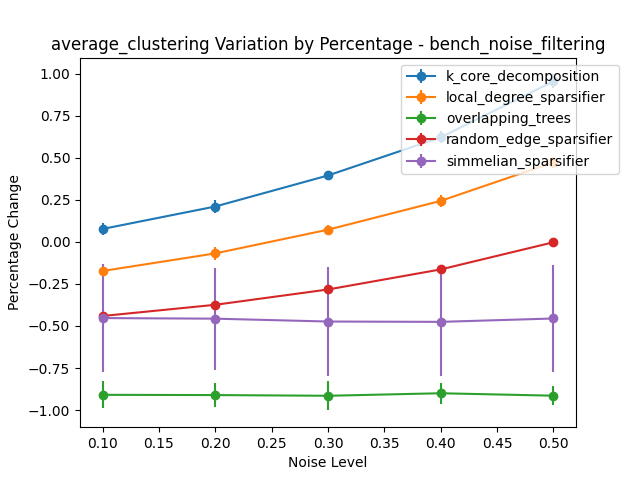 average_clustering Variation by Percentage - bench_noise_filtering
k_core_decomposition
local_degree_sparsifier
overlapping_trees
random_edge_sparsifier
simmelian_sparsifier
Percentage Change
1.00
0.75
0.50
0.25
0.00
−0.25
−0.50
−0.75
−1.00
0.10 0.15 0.20 0.25 0.30 0.35 0.40 0.45 0.50
Noise Level